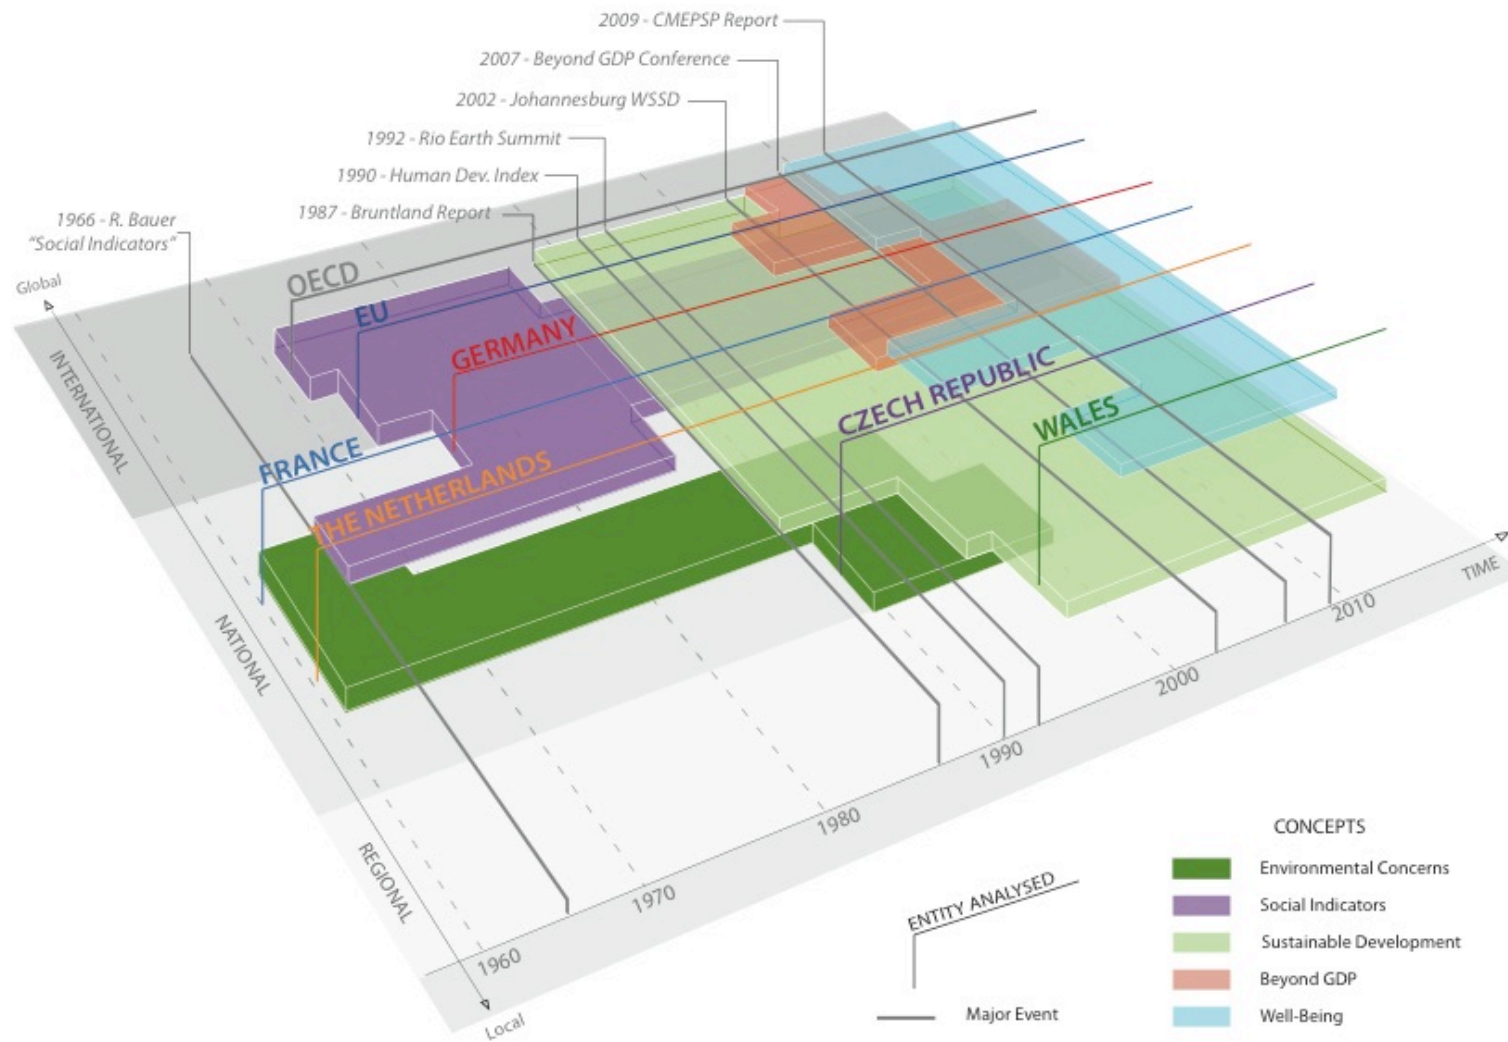 2009 - CMEPSP Report
2007 - Beyond GDP Conference
2002 - Johannesburg WSSD
1992 - Rio Earth Summit
1990 - Human Dev. Index
1987 - Bruntland Report
1966 - R. Bauer
"Social Indicators"
Global
INTERNATIONAL
NATIONAL
REGIONAL
Local
OECD
EU
GERMANY
FRANCE
THE NETHERLANDS
CZECH REPUBLIC
WALES
TIME
2010
2000
1990
1980
1970
1960
ENTITY ANALYSED
Major Event
CONCEPTS
Environmental Concerns
Social Indicators
Sustainable Development
Beyond GDP
Well-Being